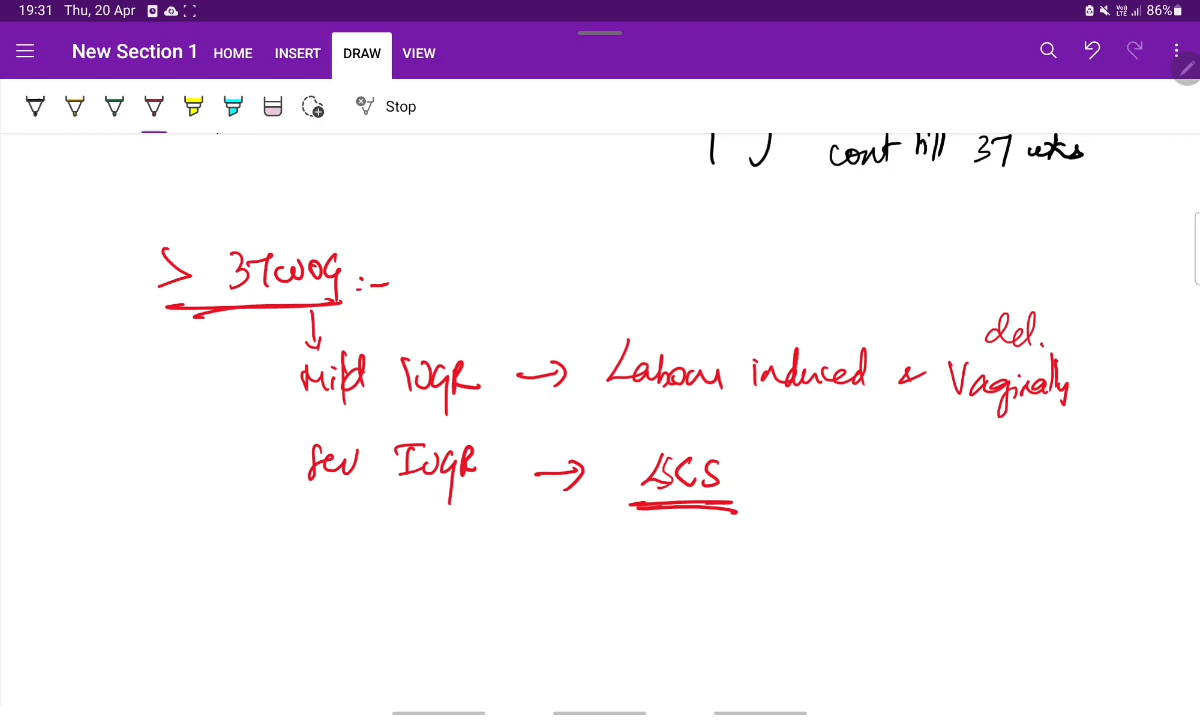 19:31 Thu, 20 Apr 86%
New Section 1 HOME INSERT DRAW VIEW
Stop
cont till 37 wks
> 37WOG :-
Mild IUGR → Labour induced & del. Vaginally
Sev IUGR → LSCS